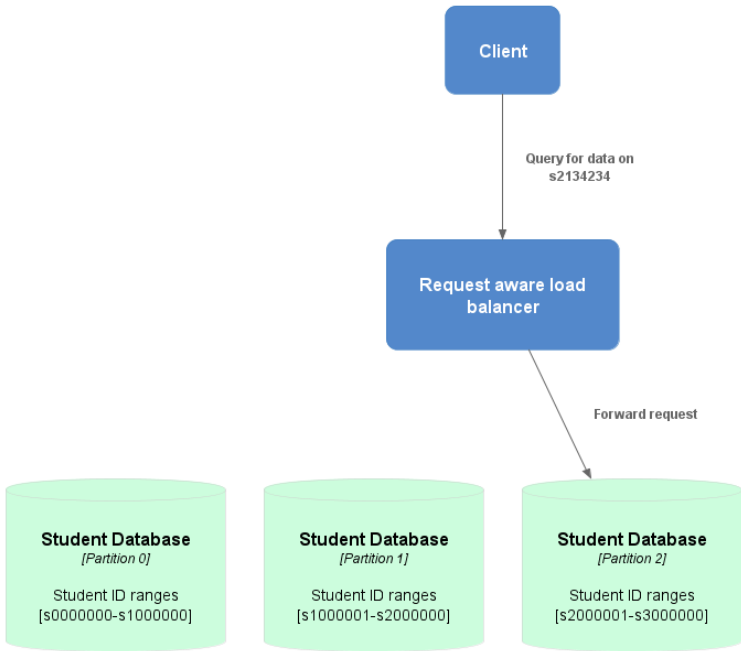 Client
Query for data on
s2134234
Request aware load
balancer
Forward request
Student Database
[Partition 0]
Student ID ranges
[s0000000-s1000000]
Student Database
[Partition 1]
Student ID ranges
[s1000001-s2000000]
Student Database
[Partition 2]
Student ID ranges
[s2000001-s3000000]